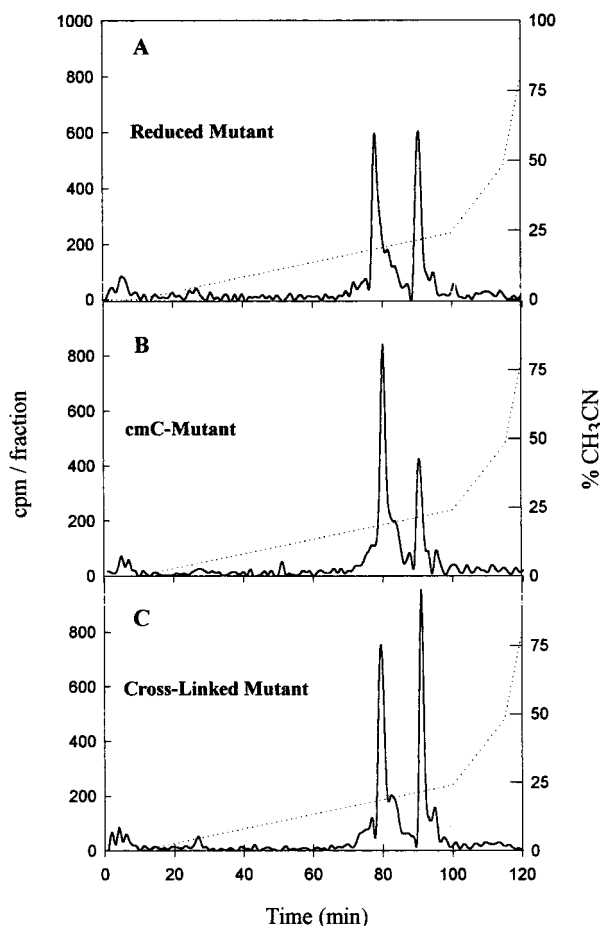 1000
100
A
800
75
Reduced Mutant
600
50
400
25
200
0
0
B
800
75
cmC-Mutant
600
50
400
25
200
0
0
C
800
75
Cross-Linked Mutant
600
50
400
25
200
0
0
0 20 40 60 80 100 120
Time (min)
cpm / fraction
% CH₃CN